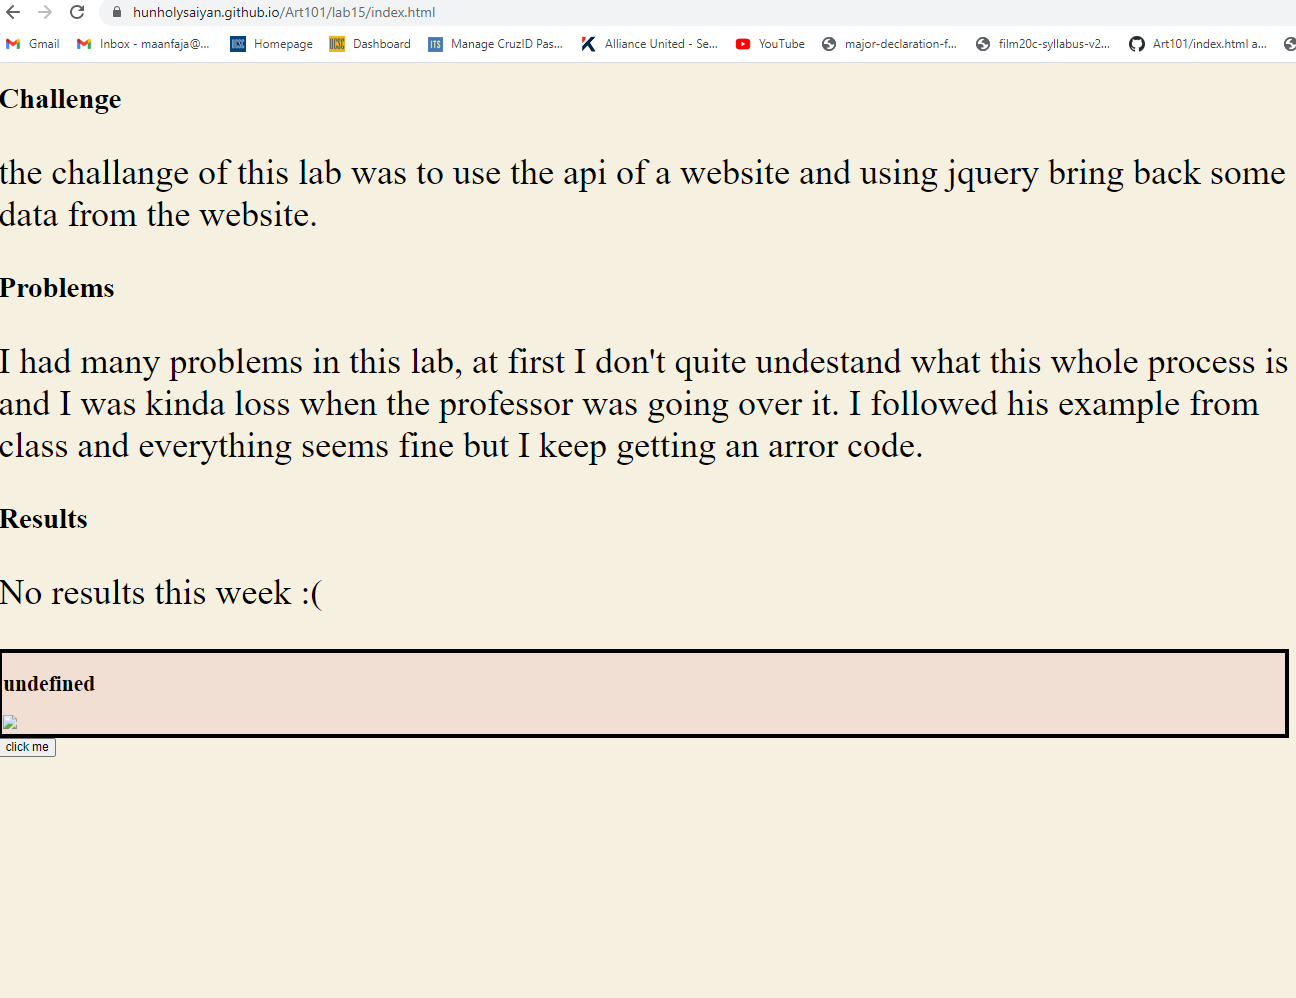 hunholysaiyan.github.io/Art101/lab15/index.html
Gmail Inbox - maanfaja@... UCSC Homepage UCSC Dashboard ITS Manage CruzID Pas... Alliance United - Se... YouTube major-declaration-f... film20c-syllabus-v2... Art101/index.html a...
Challenge
the challange of this lab was to use the api of a website and using jquery bring back some
data from the website.
Problems
I had many problems in this lab, at first I don't quite undestand what this whole process is
and I was kinda loss when the professor was going over it. I followed his example from
class and everything seems fine but I keep getting an arror code.
Results
No results this week :(
undefined
click me